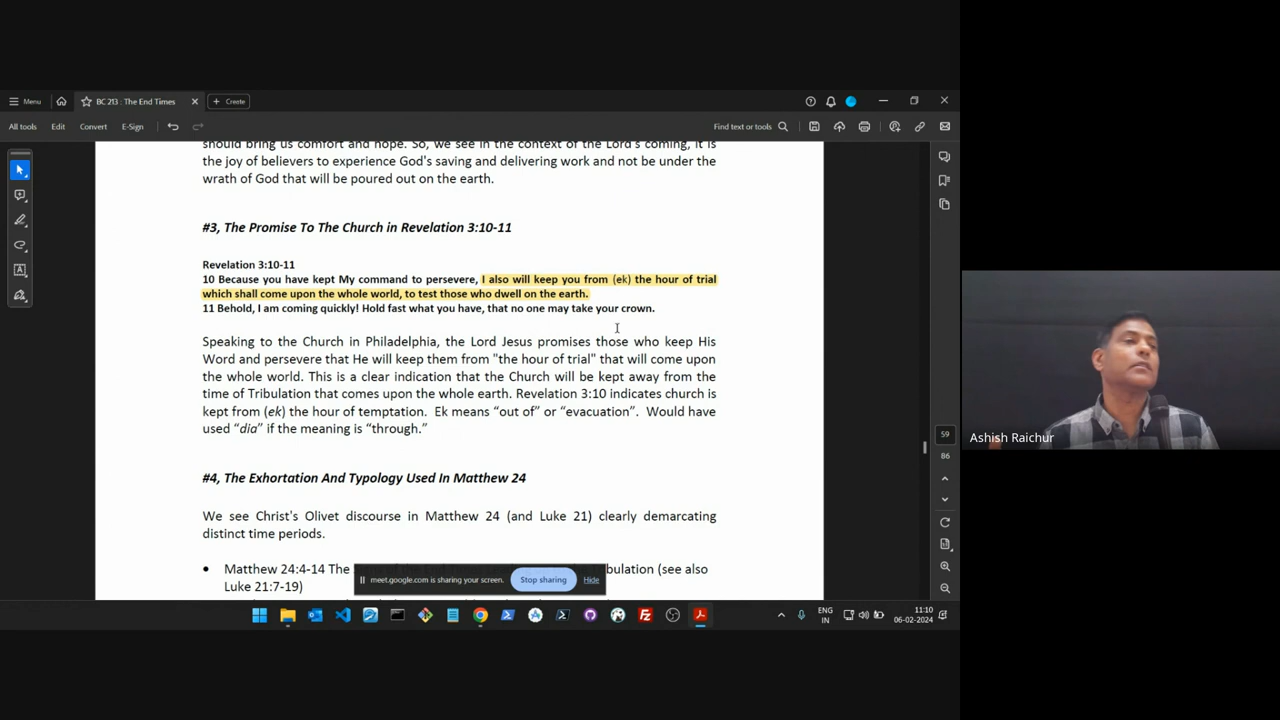 Menu
BC 213 : The End Times
Create
All tools
Edit
Convert
E-Sign
Find text or tools
should bring us comfort and hope. So, we see in the context of the Lord's coming, it is
the joy of believers to experience God's saving and delivering work and not be under the
wrath of God that will be poured out on the earth.
#3, The Promise To The Church in Revelation 3:10-11
Revelation 3:10-11
10 Because you have kept My command to persevere, I also will keep you from (ek) the hour of trial
which shall come upon the whole world, to test those who dwell on the earth.
11 Behold, I am coming quickly! Hold fast what you have, that no one may take your crown.
Speaking to the Church in Philadelphia, the Lord Jesus promises those who keep His
Word and persevere that He will keep them from "the hour of trial" that will come upon
the whole world. This is a clear indication that the Church will be kept away from the
time of Tribulation that comes upon the whole earth. Revelation 3:10 indicates church is
kept from (ek) the hour of temptation. Ek means “out of” or “evacuation”. Would have
used “dia” if the meaning is “through.”
#4, The Exhortation And Typology Used In Matthew 24
We see Christ's Olivet discourse in Matthew 24 (and Luke 21) clearly demarcating
distinct time periods.
• Matthew 24:4-14 The
bulation (see also
Luke 21:7-19)
meet.google.com is sharing your screen.
Stop sharing
Hide
59
86
ENG
IN
11:10
06-02-2024
Ashish Raichur